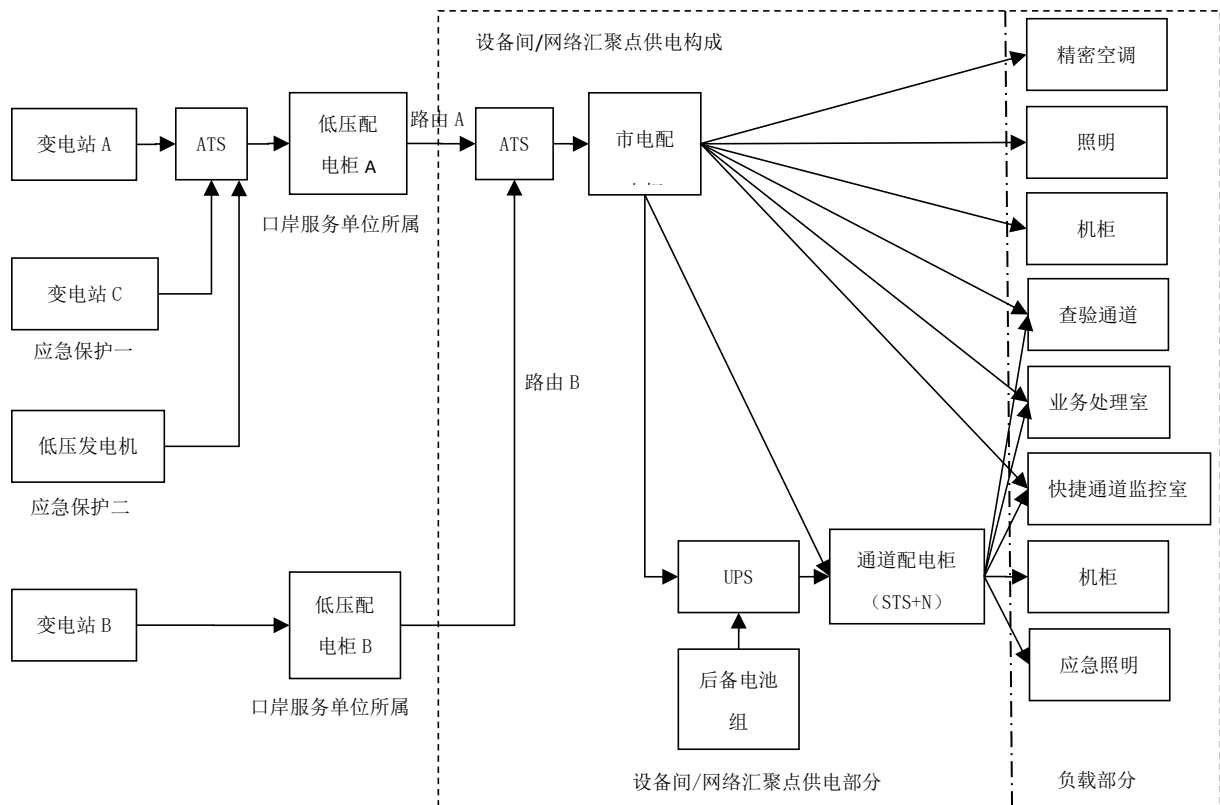 设备间/网络汇聚点供电构成
变电站 A
ATS
低压配
电柜 A
口岸服务单位所属
路由 A
ATS
市电配
变电站 C
应急保护一
低压发电机
应急保护二
路由 B
变电站 B
低压配
电柜 B
口岸服务单位所属
UPS
后备电池
组
通道配电柜
（STS+N）
设备间/网络汇聚点供电部分
精密空调
照明
机柜
查验通道
业务处理室
快捷通道监控室
机柜
应急照明
负载部分